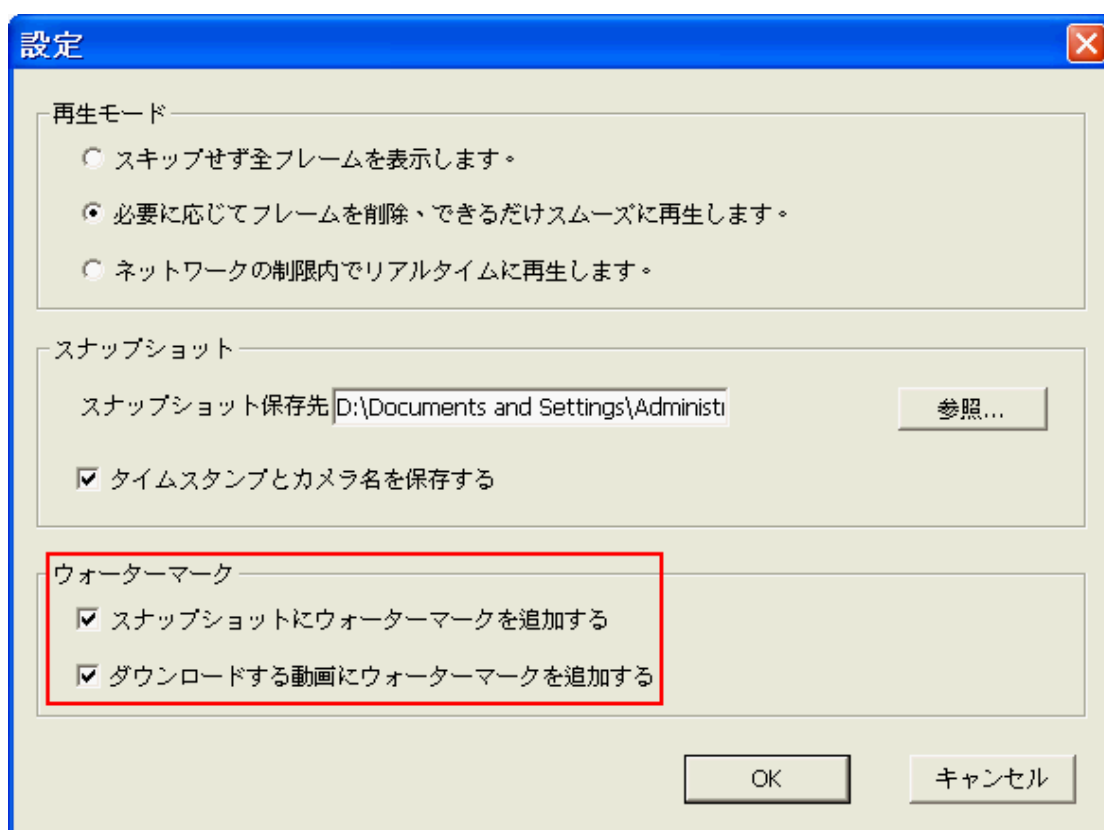 設定
再生モード
スキップせず全フレームを表示します。
必要に応じてフレームを削除、できるだけスムーズに再生します。
ネットワークの制限内でリアルタイムに再生します。
スナップショット
スナップショット保存先 D:\Documents and Settings\Administr 参照...
タイムスタンプとカメラ名を保存する
ウォーターマーク
スナップショットにウォーターマークを追加する
ダウンロードする動画にウォーターマークを追加する
OK キャンセル